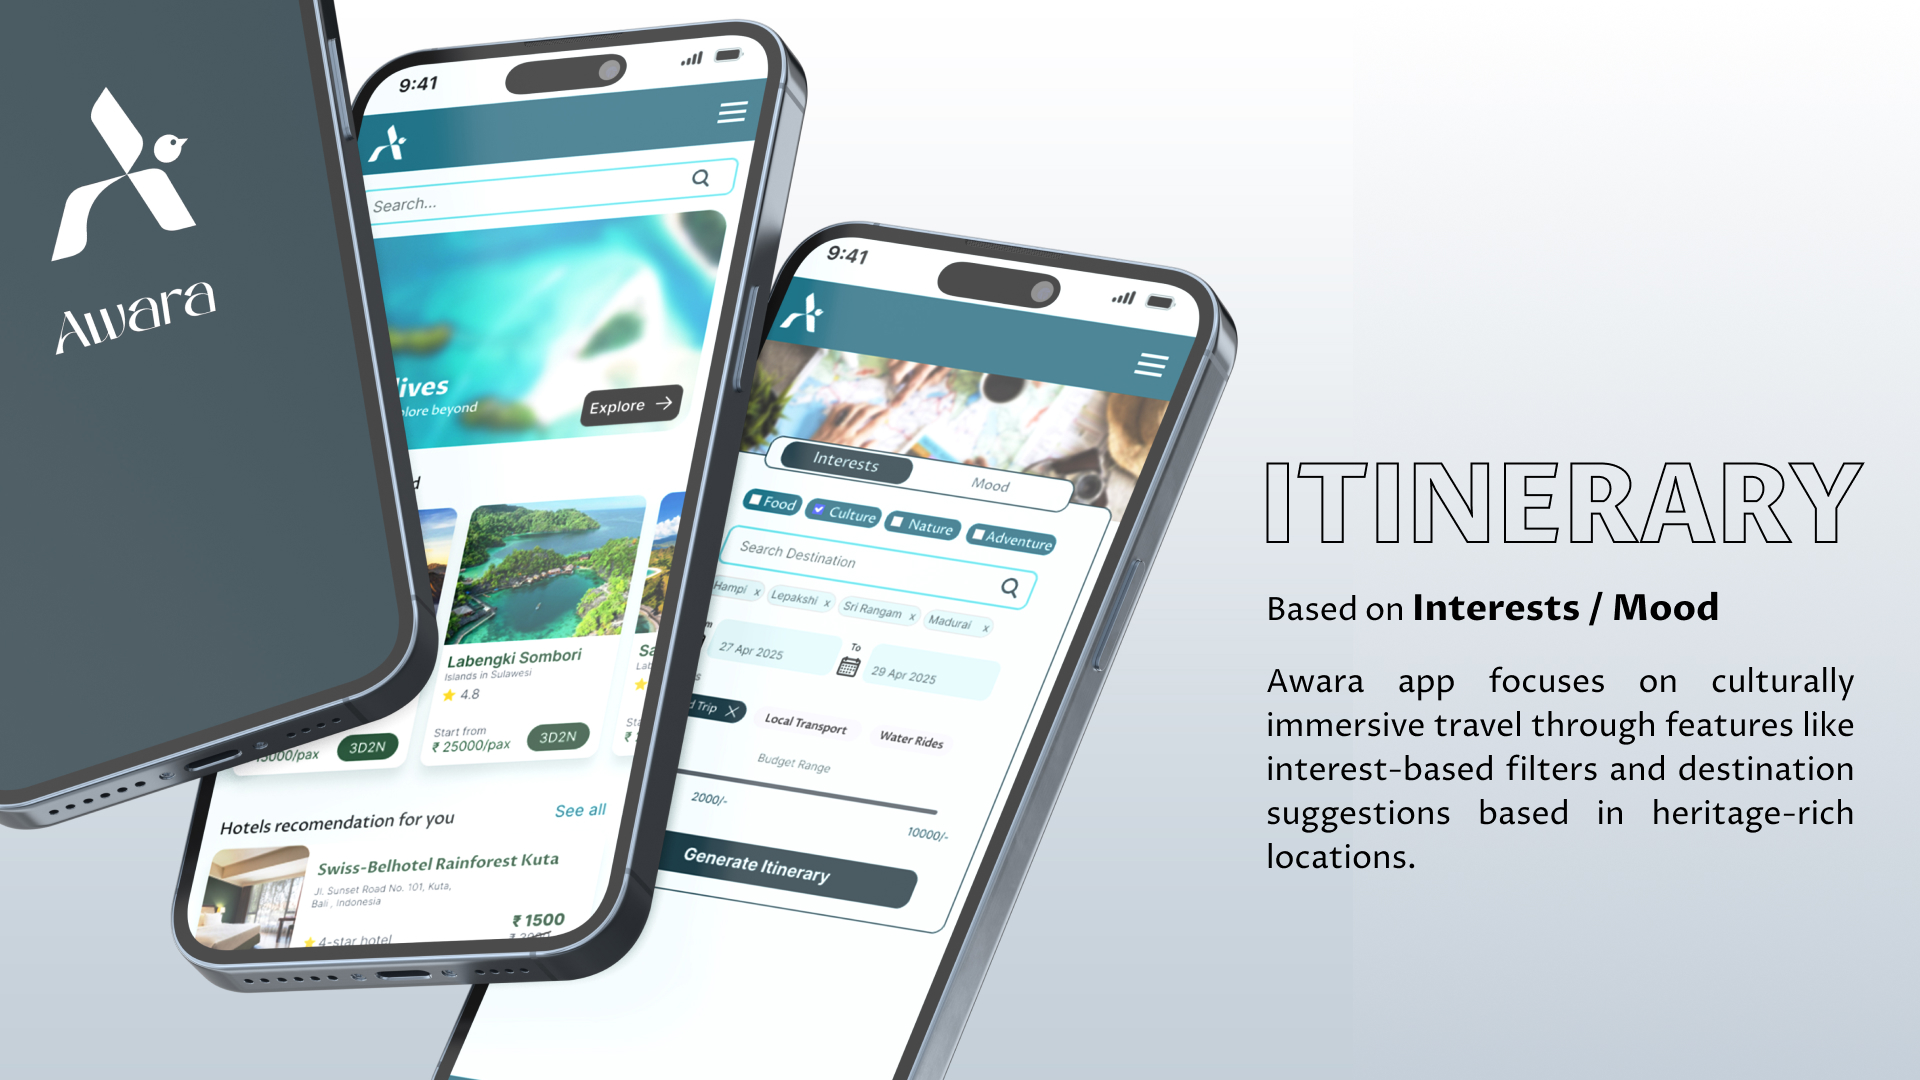 Awara
9:41
Search...
lives
plore beyond
Explore
d
Labengki Sombori
Islands in Sulawesi
4.8
Start from
₹ 25000/pax
3D2N
5000/pax
3D2N
Sa
Lab
Sta
₹
Hotels recomendation for you
See all
Swiss-Belhotel Rainforest Kuta
Jl. Sunset Road No. 101, Kuta,
Bali , Indonesia
4-star hotel
₹ 1500
9:41
Interests
Mood
Food
Culture
Nature
Adventure
Search Destination
Hampi x
Lepakshi x
Sri Rangam x
Madurai x
m
27 Apr 2025
To
29 Apr 2025
s
d Trip
Local Transport
Water Rides
Budget Range
2000/-
10000/-
Generate Itinerary
ITINERARY
Based on Interests / Mood
Awara app focuses on culturally
immersive travel through features like
interest-based filters and destination
suggestions based in heritage-rich
locations.